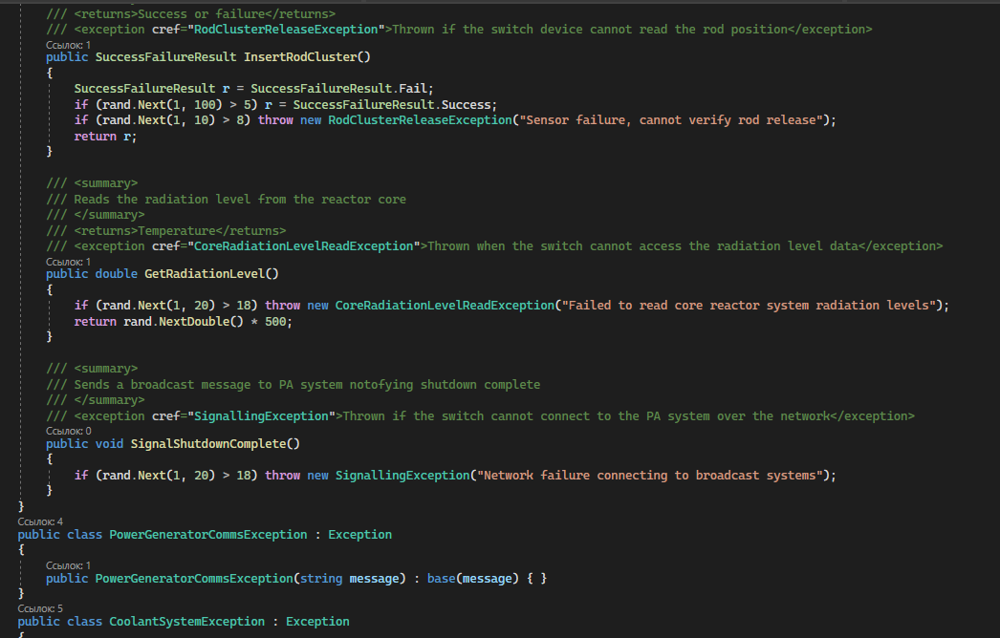 /// <returns>Success or failure</returns>
/// <exception cref="RodClusterReleaseException">Thrown if the switch device cannot read the rod position</exception>
Ссылок: 1
public SuccessFailureResult InsertRodCluster()
{
SuccessFailureResult r = SuccessFailureResult.Fail;
if (rand.Next(1, 100) > 5) r = SuccessFailureResult.Success;
if (rand.Next(1, 10) > 8) throw new RodClusterReleaseException("Sensor failure, cannot verify rod release");
return r;
}
/// <summary>
/// Reads the radiation level from the reactor core
/// </summary>
/// <returns>Temperature</returns>
/// <exception cref="CoreRadiationLevelReadException">Thrown when the switch cannot access the radiation level data</exception>
Ссылок: 1
public double GetRadiationLevel()
{
if (rand.Next(1, 20) > 18) throw new CoreRadiationLevelReadException("Failed to read core reactor system radiation levels");
return rand.NextDouble() * 500;
}
/// <summary>
/// Sends a broadcast message to PA system notofying shutdown complete
/// </summary>
/// <exception cref="SignallingException">Thrown if the switch cannot connect to the PA system over the network</exception>
Ссылок: 0
public void SignalShutdownComplete()
{
if (rand.Next(1, 20) > 18) throw new SignallingException("Network failure connecting to broadcast systems");
}
}
Ссылок: 4
public class PowerGeneratorCommsException : Exception
{
Ссылок: 1
public PowerGeneratorCommsException(string message) : base(message) { }
}
Ссылок: 5
public class CoolantSystemException : Exception
{